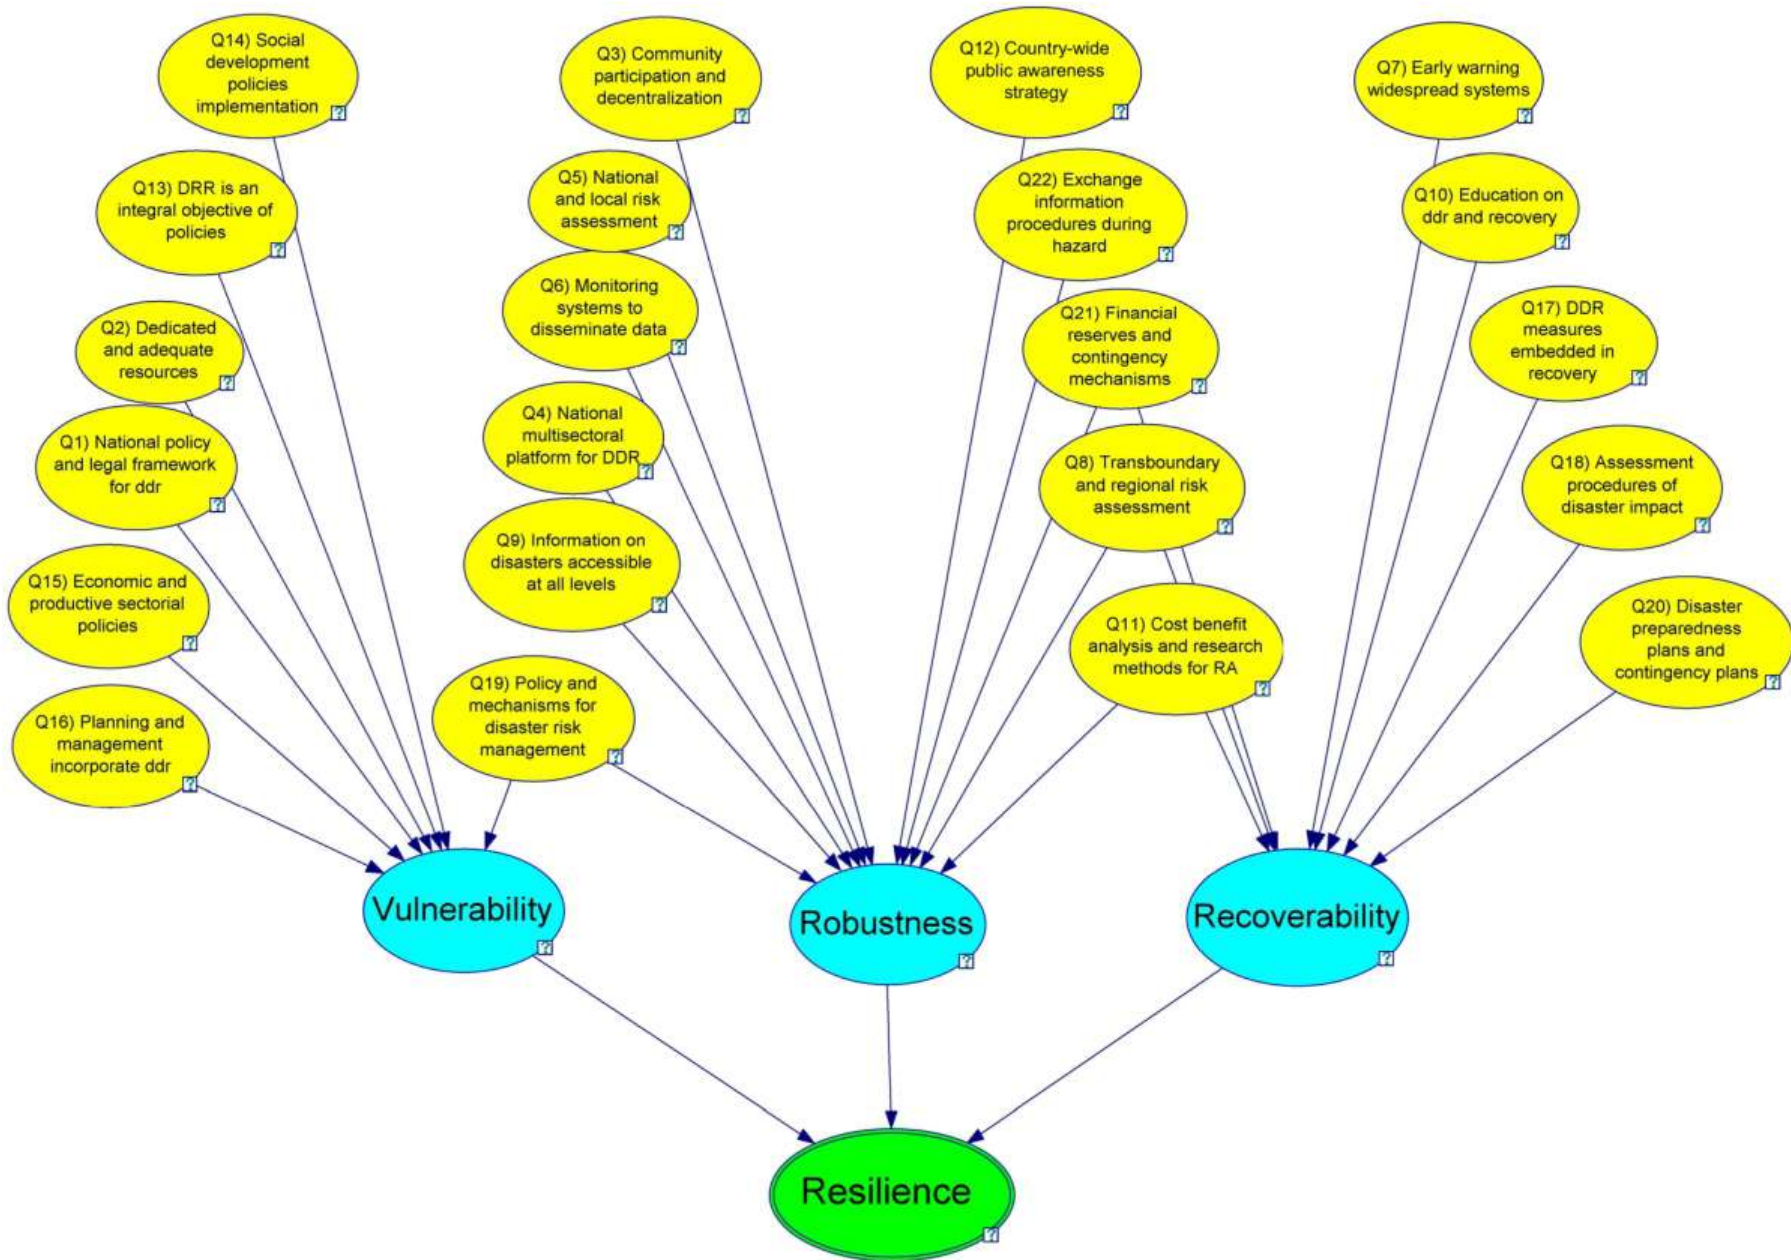 Q14) Social
development
policies
implementation
?
Q3) Community
participation and
decentralization
?
Q12) Country-wide
public awareness
strategy
?
Q7) Early warning
widespread systems
?
Q13) DRR is an
integral objective of
policies
?
Q5) National
and local risk
assessment
?
Q22) Exchange
information
procedures during
hazard
?
Q10) Education on
ddr and recovery
?
Q2) Dedicated
and adequate
resources
?
Q6) Monitoring
systems to
disseminate data
?
Q21) Financial
reserves and
contingency
mechanisms
?
Q17) DDR
measures
embedded in
recovery
?
Q1) National policy
and legal framework
for ddr
?
Q4) National
multisectoral
platform for DDR
?
Q8) Transboundary
and regional risk
assessment
?
Q18) Assessment
procedures of
disaster impact
?
Q15) Economic and
productive sectorial
policies
?
Q9) Information on
disasters accessible
at all levels
?
Q11) Cost benefit
analysis and research
methods for RA
?
Q20) Disaster
preparedness
plans and
contingency plans
?
Q16) Planning and
management
incorporate ddr
?
Q19) Policy and
mechanisms for
disaster risk
management
?
Vulnerability
?
Robustness
?
Recoverability
?
Resilience
?